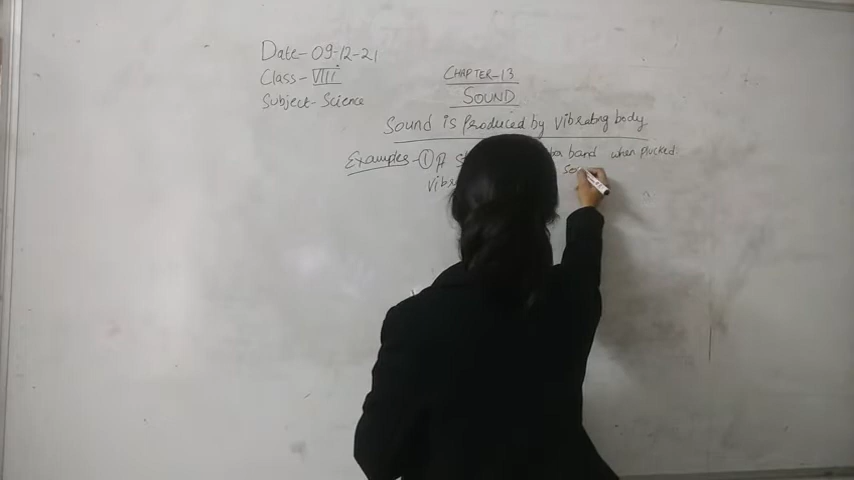 Date- 09-12-21
Class- VIII
Subject- Science
CHAPTER-13
SOUND
Sound is Produced by vibrating body
Examples- ① A band when plucked